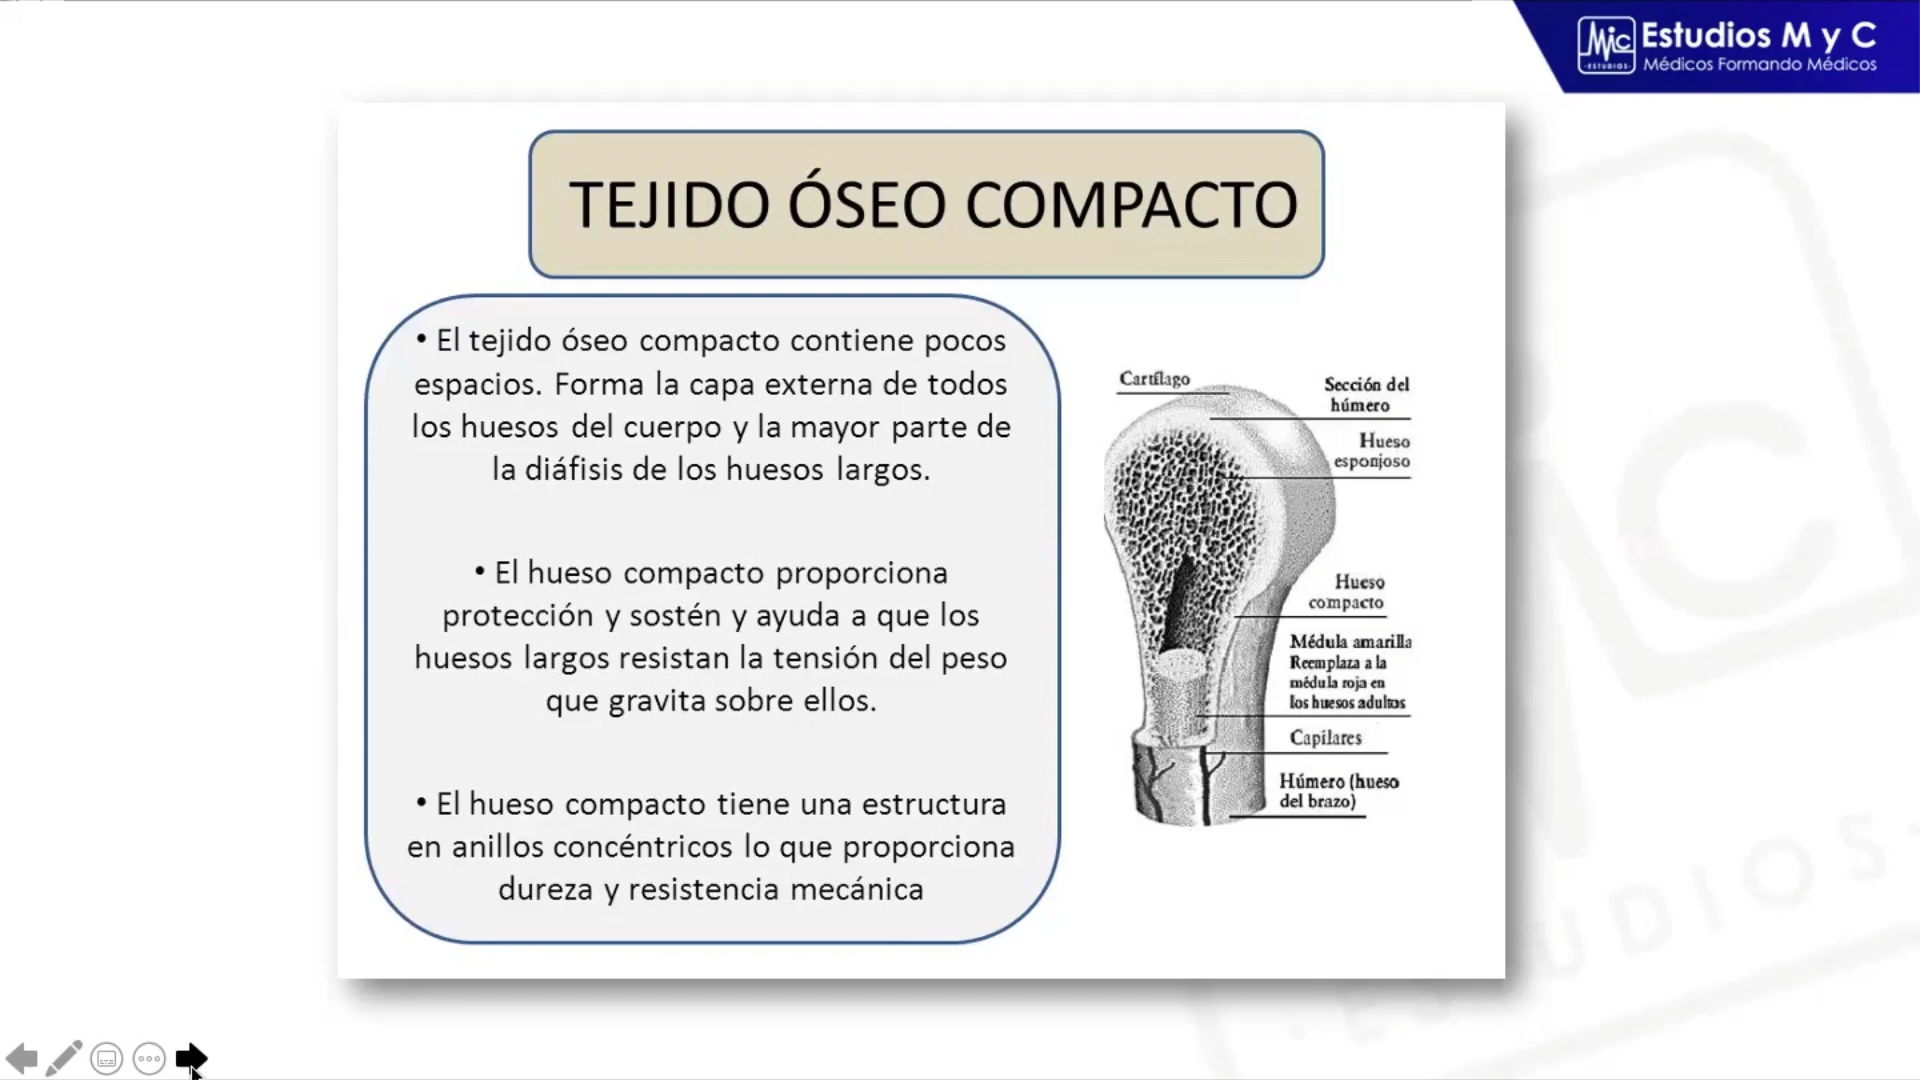 Estudios M y C
Médicos Formando Médicos
MyC
·ESTUDIOS·
TEJIDO ÓSEO COMPACTO
• El tejido óseo compacto contiene pocos
espacios. Forma la capa externa de todos
los huesos del cuerpo y la mayor parte de
la diáfisis de los huesos largos.
• El hueso compacto proporciona
protección y sostén y ayuda a que los
huesos largos resistan la tensión del peso
que gravita sobre ellos.
• El hueso compacto tiene una estructura
en anillos concéntricos lo que proporciona
dureza y resistencia mecánica
Cartílago
Sección del
húmero
Hueso
esponjoso
Hueso
compacto
Médula amarilla
Reemplaza a la
médula roja en
los huesos adultos
Capilares
Húmero (hueso
del brazo)
·ESTUDIOS·